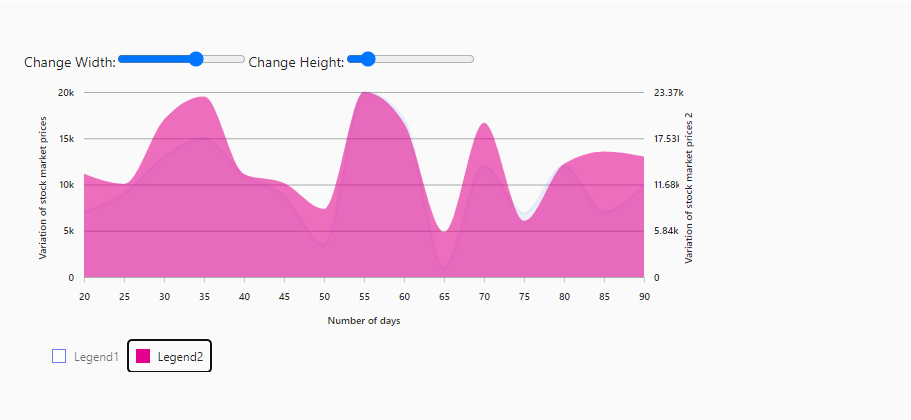 Change Width: Change Height:
Variation of stock market prices
20k
15k
10k
5k
0
23.37k
17.53l
11.68k
5.84k
0
Variation of stock market prices 2
20 25 30 35 40 45 50 55 60 65 70 75 80 85 90
Number of days
Legend1 Legend2